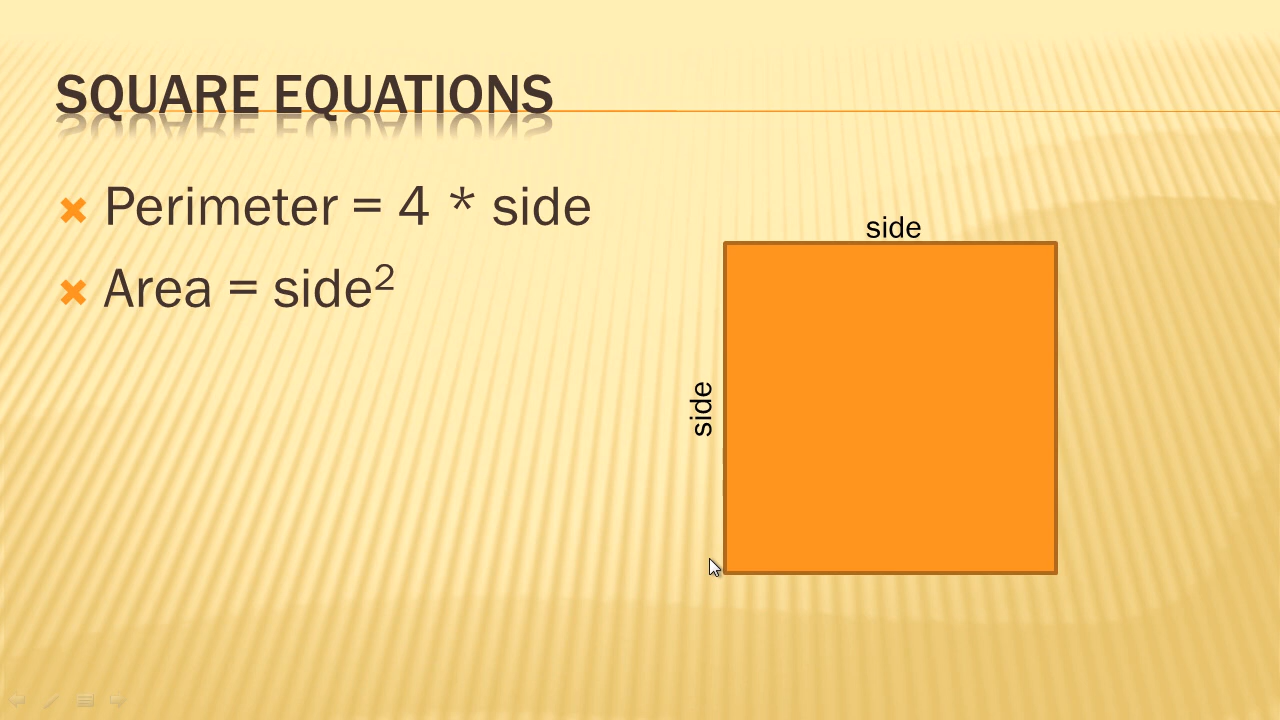 SQUARE EQUATIONS
Perimeter = 4 * side
Area = side²
side
side